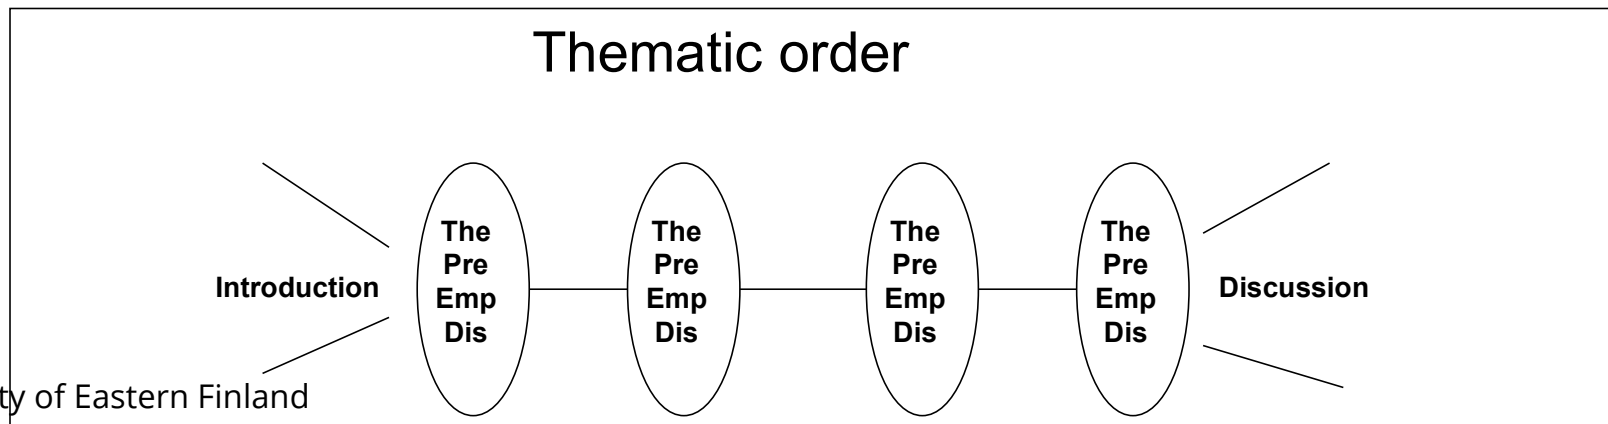 Thematic order
Introduction
The
Pre
Emp
Dis
The
Pre
Emp
Dis
The
Pre
Emp
Dis
The
Pre
Emp
Dis
Discussion
ty of Eastern Finland